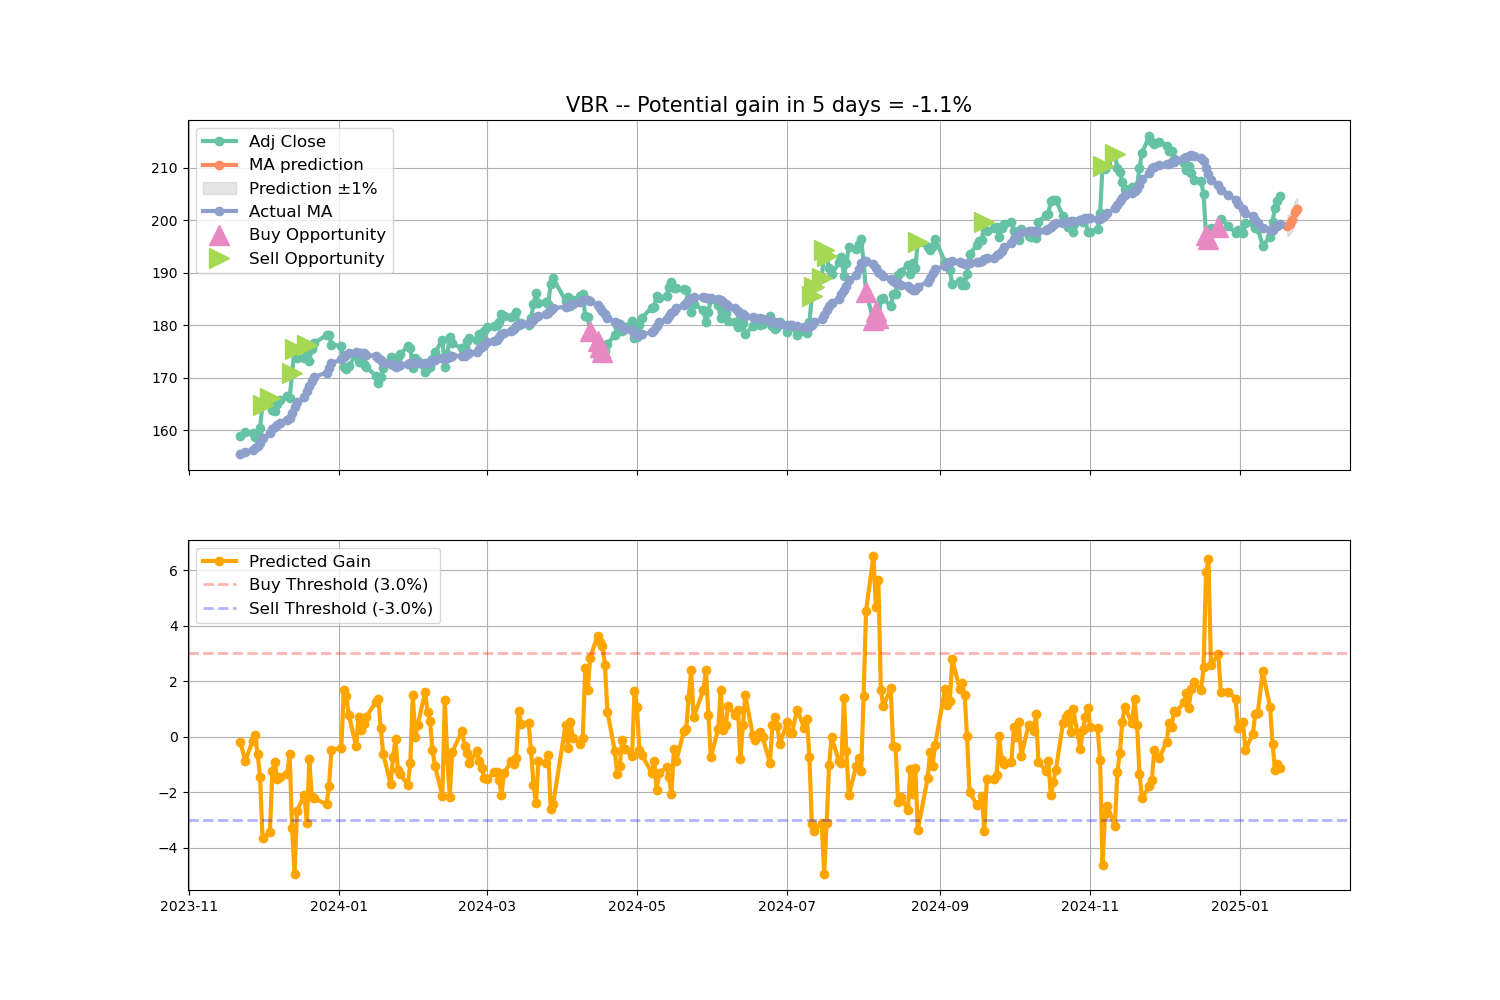 VBR -- Potential gain in 5 days = -1.1%
Adj Close
MA prediction
Prediction ±1%
Actual MA
Buy Opportunity
Sell Opportunity
210
200
190
180
170
160
Predicted Gain
Buy Threshold (3.0%)
Sell Threshold (-3.0%)
6
4
2
0
−2
−4
2023-11 2024-01 2024-03 2024-05 2024-07 2024-09 2024-11 2025-01